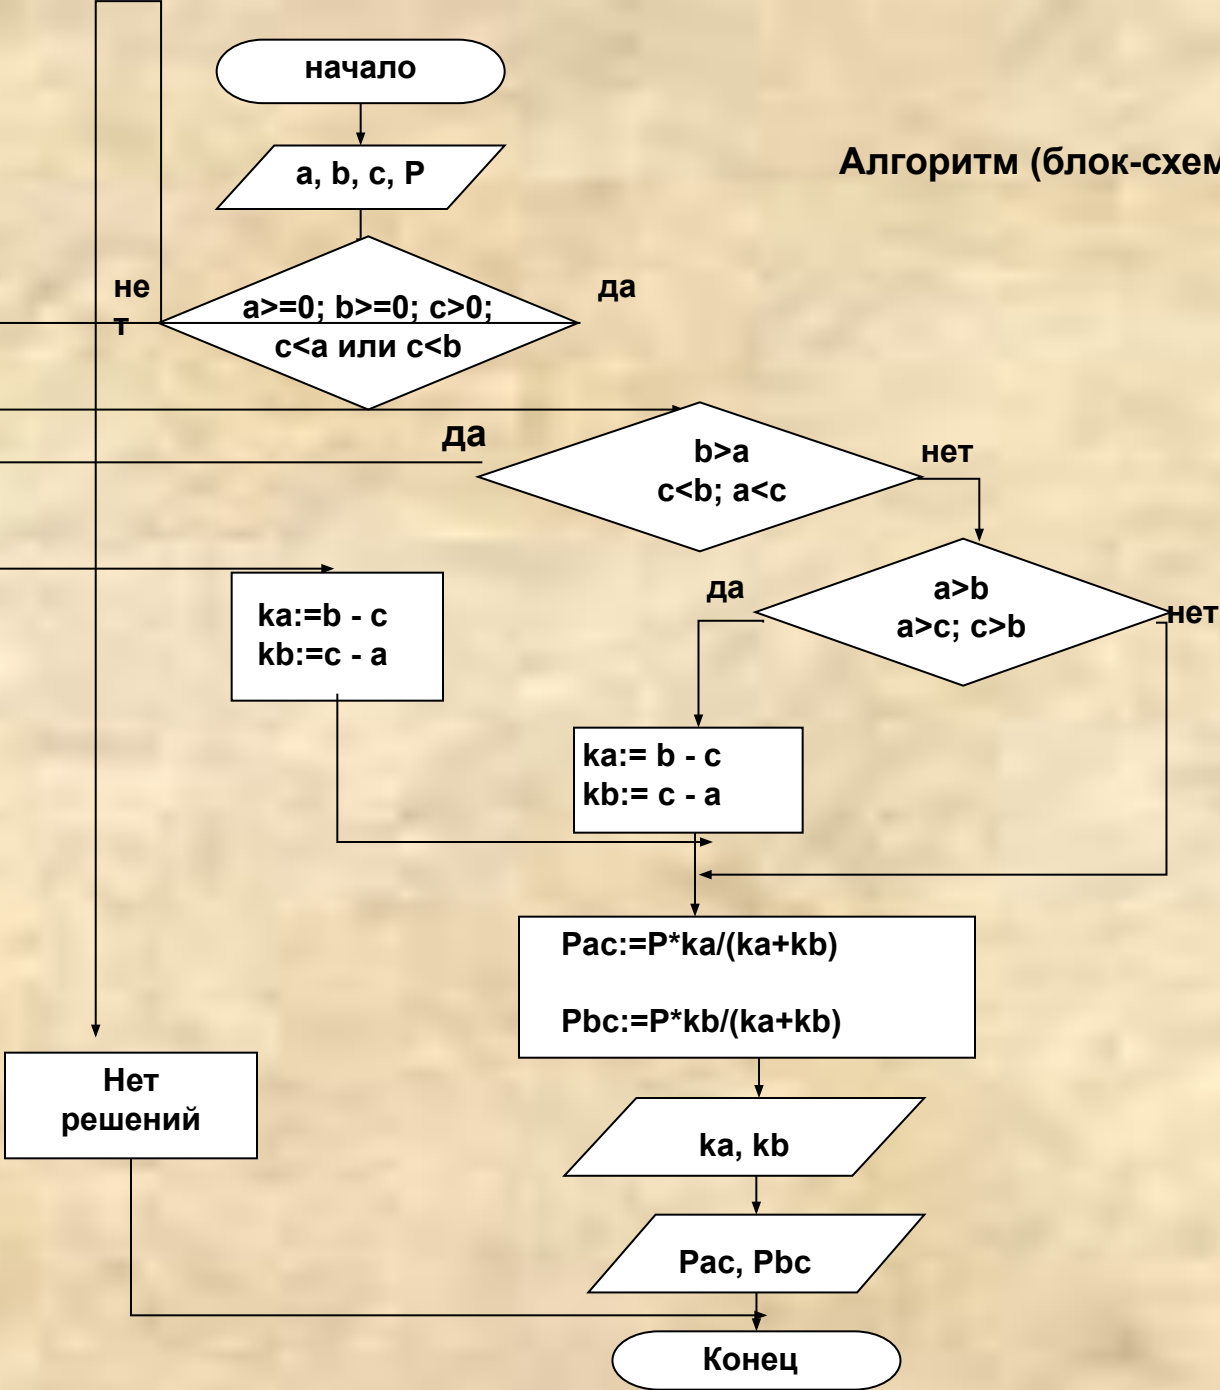 начало
a, b, c, P
Алгоритм (блок-схем
не
т
да
a>=0; b>=0; c>0;
c<a или c<b
да
b>a
c<b; a<c
нет
да
a>b
a>c; c>b
нет
ka:=b - c
kb:=c - a
ka:= b - c
kb:= c - a
Pac:=P*ka/(ka+kb)
Pbc:=P*kb/(ka+kb)
Нет
решений
ka, kb
Pac, Pbc
Конец